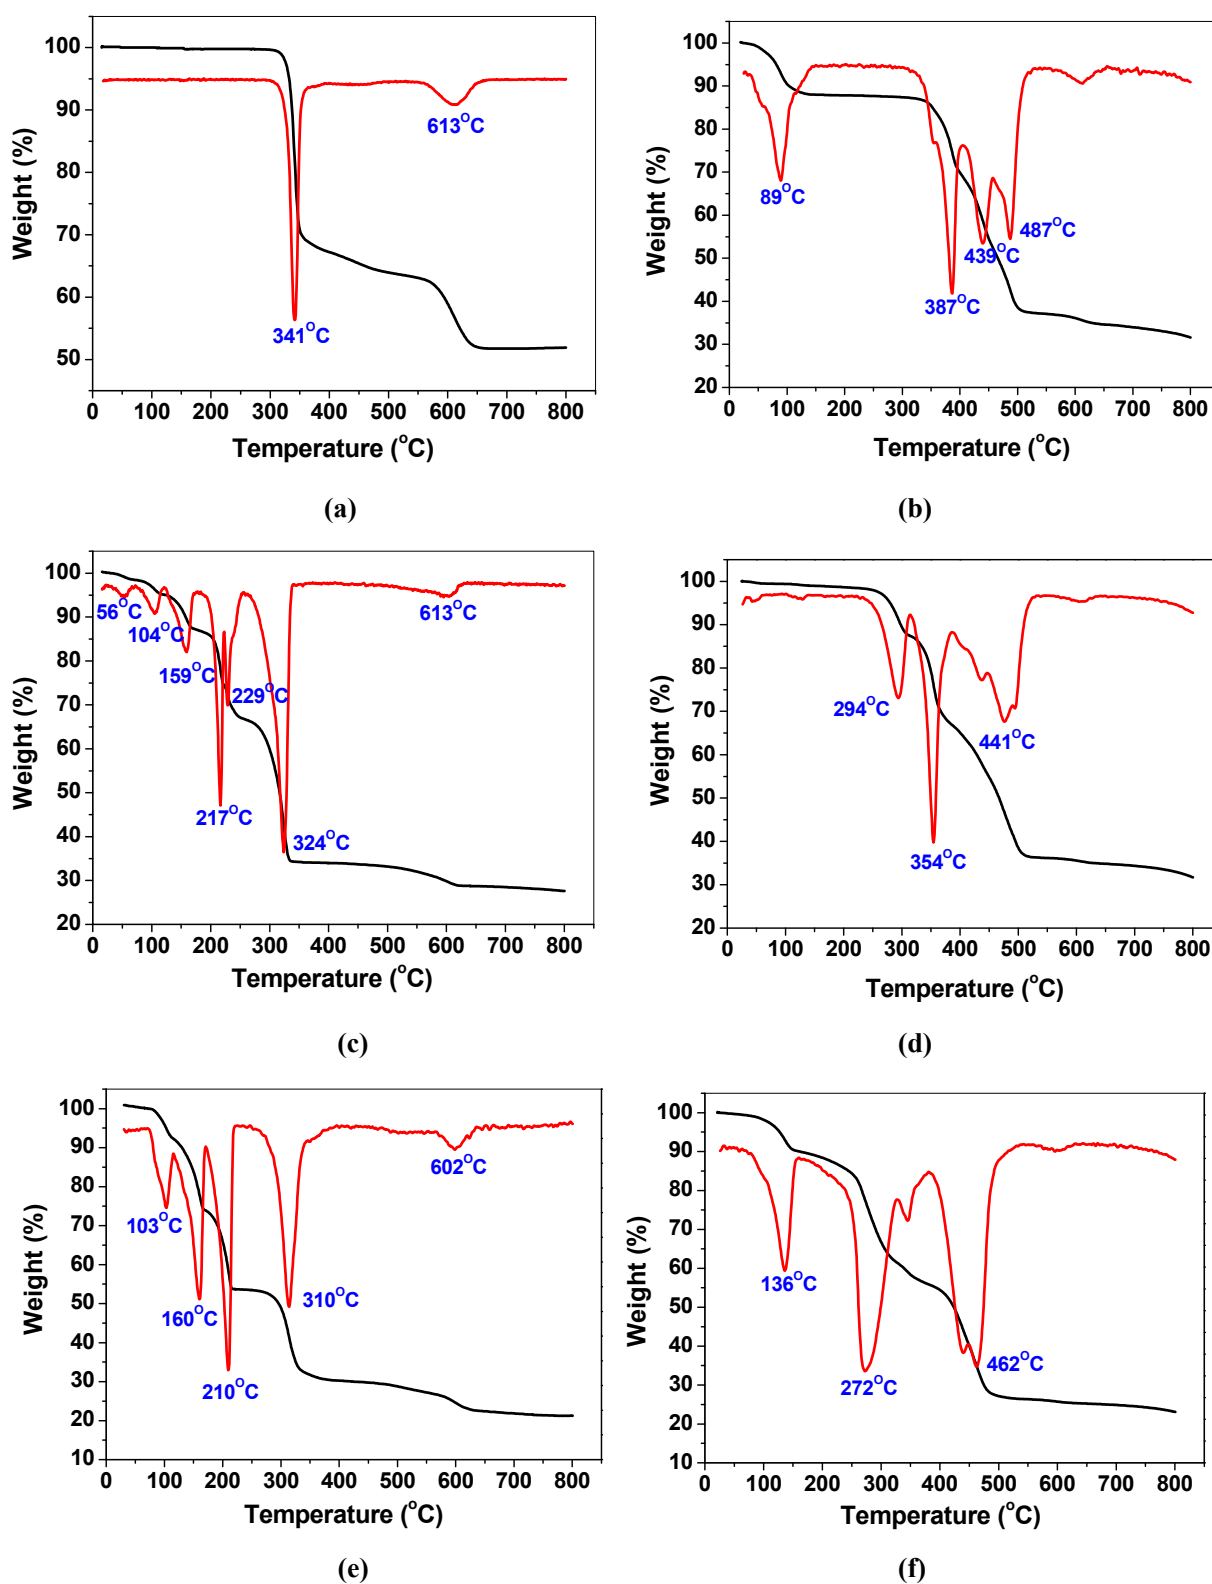 100
90
80
70
60
50
Weight (%)
341°C
613°C
0 100 200 300 400 500 600 700 800
Temperature (°C)
(a)
100
90
80
70
60
50
40
30
20
Weight (%)
89°C
387°C
439°C
487°C
0 100 200 300 400 500 600 700 800
Temperature (°C)
(b)
100
90
80
70
60
50
40
30
20
Weight (%)
56°C
104°C
159°C
217°C
229°C
324°C
613°C
0 100 200 300 400 500 600 700 800
Temperature (°C)
(c)
100
90
80
70
60
50
40
30
20
Weight (%)
294°C
354°C
441°C
0 100 200 300 400 500 600 700 800
Temperature (°C)
(d)
100
90
80
70
60
50
40
30
20
10
Weight (%)
103°C
160°C
210°C
310°C
602°C
0 100 200 300 400 500 600 700 800
Temperature (°C)
(e)
100
90
80
70
60
50
40
30
20
10
Weight (%)
136°C
272°C
462°C
0 100 200 300 400 500 600 700 800
Temperature (°C)
(f)